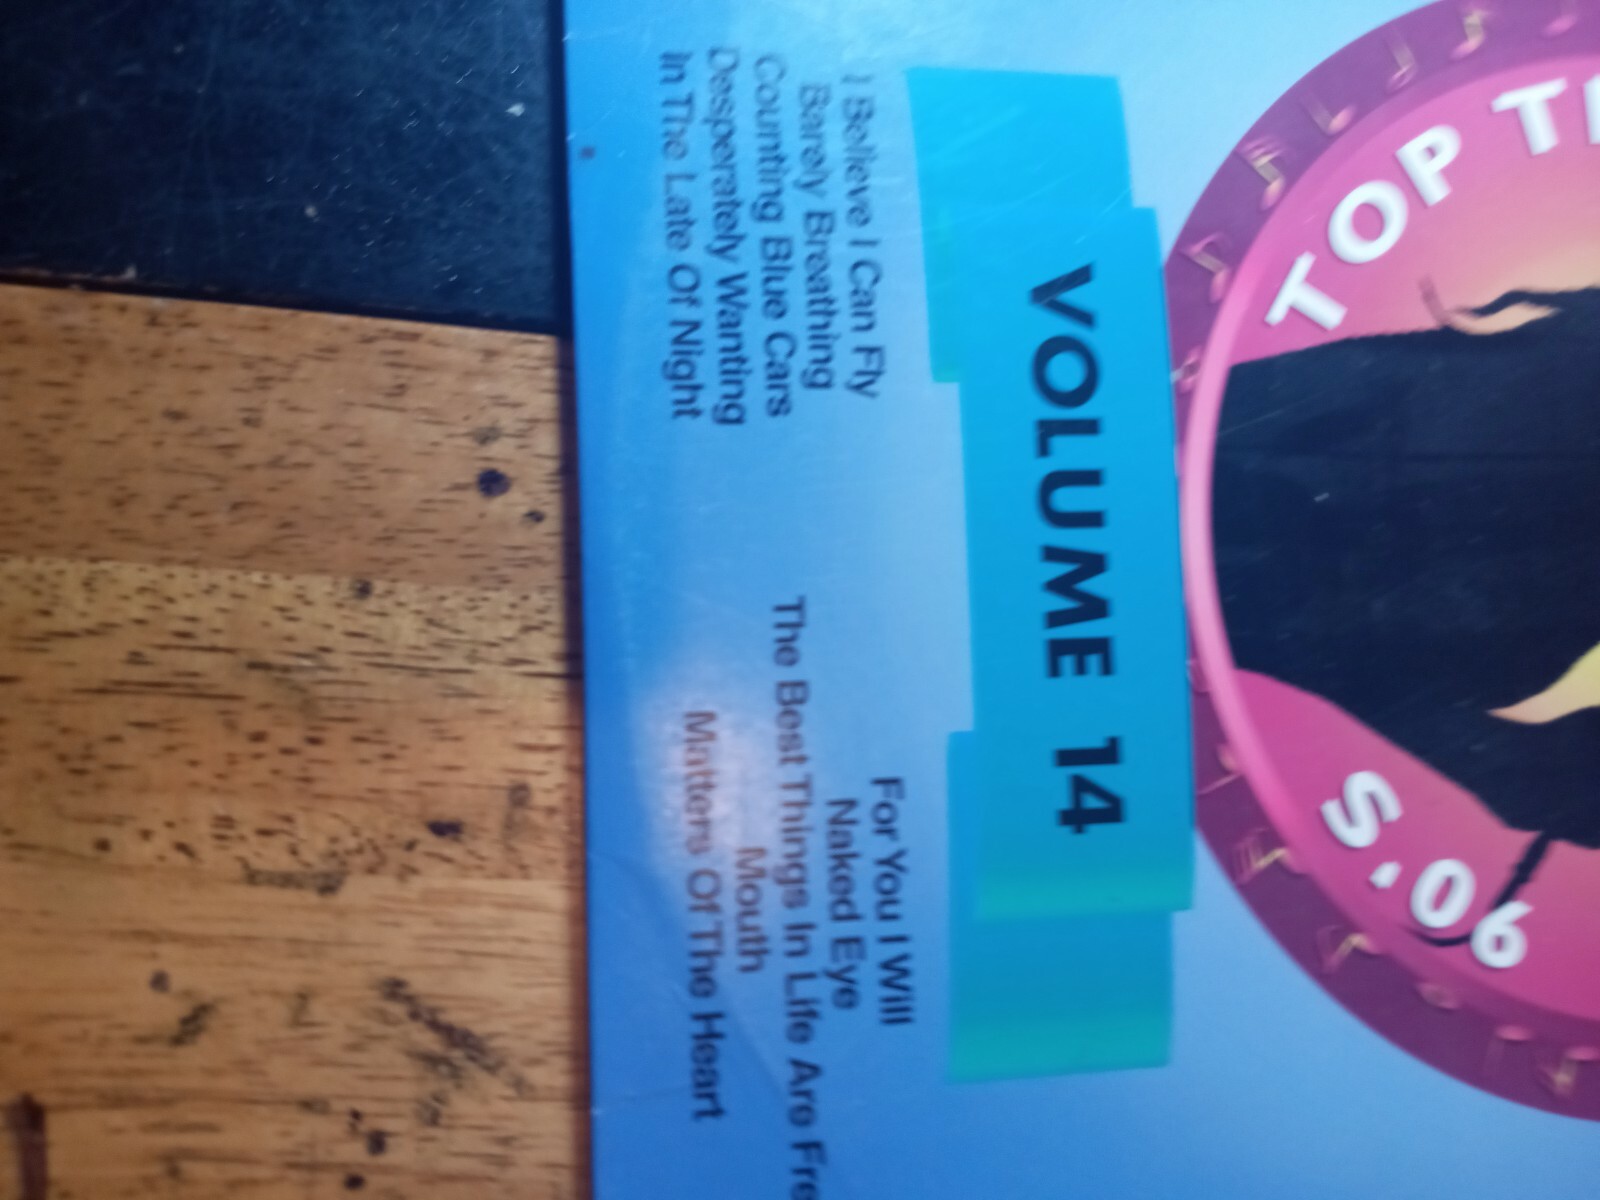 TOP
90's
VOLUME 14
I Believe I Can Fly
Barely Breathing
Counting Blue Cars
Desperately Wanting
In The Late Of Night
For You I Will
Naked Eye
The Best Things In Life Are Fre
Mouth
Matters Of The Heart